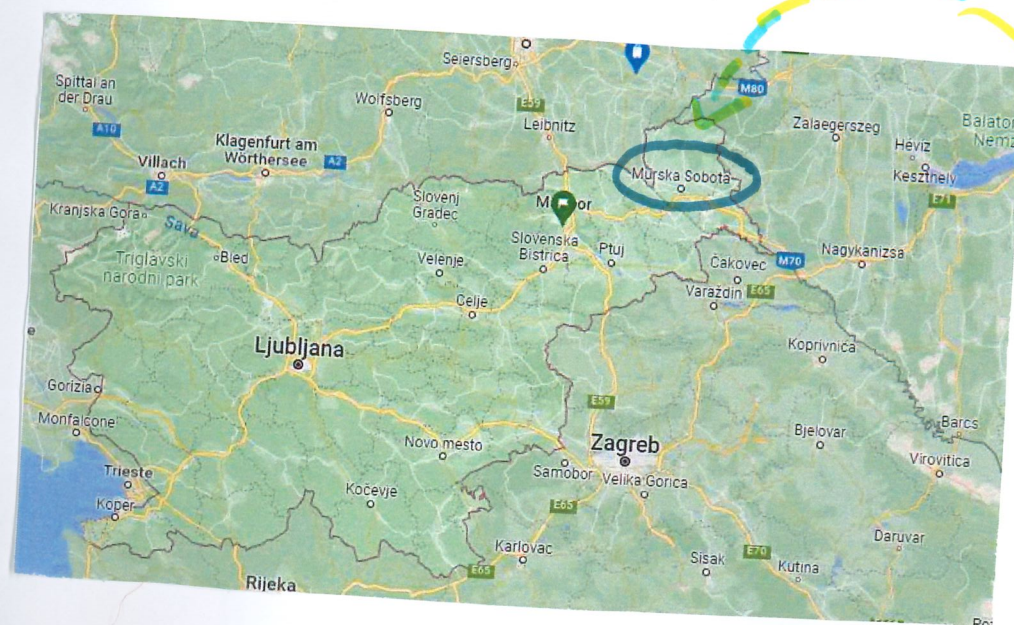 Seiersberg
Spittal an
der Drau
Wolfsberg
E59
M80
A10
Leibnitz
Zalaegerszeg
Klagenfurt am
Wörthersee
A2
Villach
A2
Hévíz
Keszthely
Murska Sobota
E71
Kranjska Gora
Sava
Slovenj
Gradec
Slovenska
Bistrica
Ptuj
Bled
Triglavski
narodni park
Velenje
Čakovec
M70
Nagykanizsa
Varaždin
E65
Celje
Ljubljana
Koprivnica
Gorizia
E59
Monfalcone
Novo mesto
Zagreb
Bjelovar
Barcs
Virovitica
Trieste
Samobor
Velika Gorica
Koper
Kočevje
E65
Karlovac
E70
Daruvar
Sisak
Kutina
E65
Rijeka